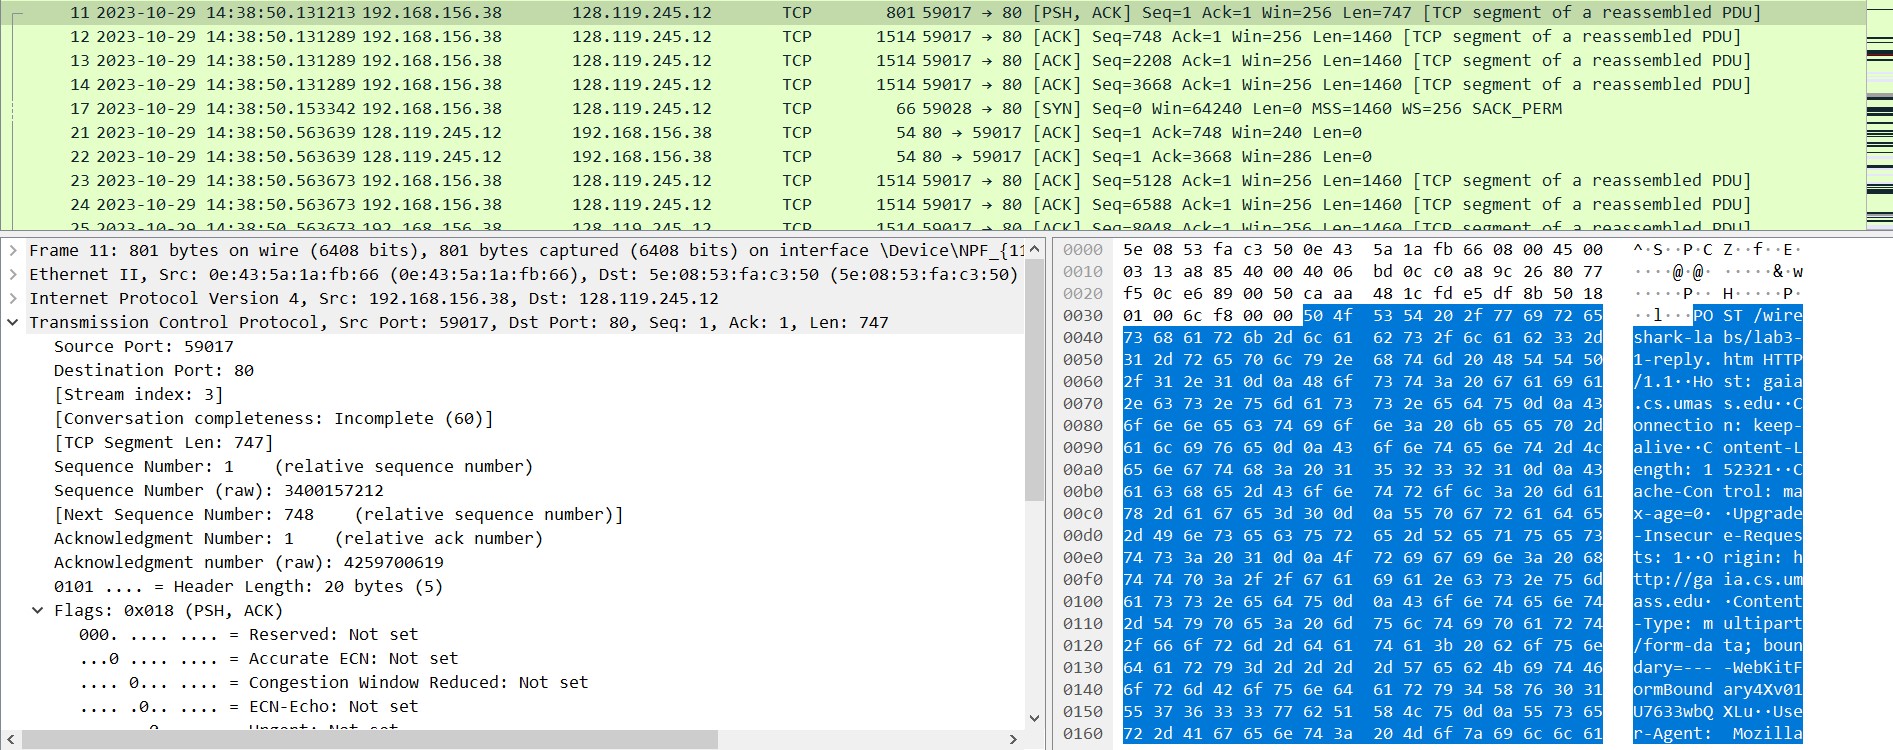 11 2023-10-29 14:38:50.131213 192.168.156.38 128.119.245.12 TCP 801 59017 → 80 [PSH, ACK] Seq=1 Ack=1 Win=256 Len=747 [TCP segment of a reassembled PDU]
12 2023-10-29 14:38:50.131289 192.168.156.38 128.119.245.12 TCP 1514 59017 → 80 [ACK] Seq=748 Ack=1 Win=256 Len=1460 [TCP segment of a reassembled PDU]
13 2023-10-29 14:38:50.131289 192.168.156.38 128.119.245.12 TCP 1514 59017 → 80 [ACK] Seq=2208 Ack=1 Win=256 Len=1460 [TCP segment of a reassembled PDU]
14 2023-10-29 14:38:50.131289 192.168.156.38 128.119.245.12 TCP 1514 59017 → 80 [ACK] Seq=3668 Ack=1 Win=256 Len=1460 [TCP segment of a reassembled PDU]
17 2023-10-29 14:38:50.153342 192.168.156.38 128.119.245.12 TCP 66 59028 → 80 [SYN] Seq=0 Win=64240 Len=0 MSS=1460 WS=256 SACK_PERM
21 2023-10-29 14:38:50.563639 128.119.245.12 192.168.156.38 TCP 54 80 → 59017 [ACK] Seq=1 Ack=748 Win=240 Len=0
22 2023-10-29 14:38:50.563639 128.119.245.12 192.168.156.38 TCP 54 80 → 59017 [ACK] Seq=1 Ack=3668 Win=286 Len=0
23 2023-10-29 14:38:50.563673 192.168.156.38 128.119.245.12 TCP 1514 59017 → 80 [ACK] Seq=5128 Ack=1 Win=256 Len=1460 [TCP segment of a reassembled PDU]
24 2023-10-29 14:38:50.563673 192.168.156.38 128.119.245.12 TCP 1514 59017 → 80 [ACK] Seq=6588 Ack=1 Win=256 Len=1460 [TCP segment of a reassembled PDU]
25 2023-10-29 14:38:50.563673 192.168.156.38 128.119.245.12 TCP 1514 59017 → 80 [ACK] Seq=8048 Ack=1 Win=256 Len=1460 [TCP segment of a reassembled PDU]
Frame 11: 801 bytes on wire (6408 bits), 801 bytes captured (6408 bits) on interface \Device\NPF_{11
Ethernet II, Src: 0e:43:5a:1a:fb:66 (0e:43:5a:1a:fb:66), Dst: 5e:08:53:fa:c3:50 (5e:08:53:fa:c3:50)
Internet Protocol Version 4, Src: 192.168.156.38, Dst: 128.119.245.12
Transmission Control Protocol, Src Port: 59017, Dst Port: 80, Seq: 1, Ack: 1, Len: 747
Source Port: 59017
Destination Port: 80
[Stream index: 3]
[Conversation completeness: Incomplete (60)]
[TCP Segment Len: 747]
Sequence Number: 1 (relative sequence number)
Sequence Number (raw): 3400157212
[Next Sequence Number: 748 (relative sequence number)]
Acknowledgment Number: 1 (relative ack number)
Acknowledgment number (raw): 4259700619
0101 .... = Header Length: 20 bytes (5)
Flags: 0x018 (PSH, ACK)
000. .... .... = Reserved: Not set
...0 .... .... = Accurate ECN: Not set
.... 0... .... = Congestion Window Reduced: Not set
.... .0.. .... = ECN-Echo: Not set
0000 5e 08 53 fa c3 50 0e 43 5a 1a fb 66 08 00 45 00 ^·S··P·C Z··f··E·
0010 03 13 a8 85 40 00 40 06 bd 0c c0 a8 9c 26 80 77 ····@·@· ·····&·w
0020 f5 0c e6 89 00 50 ca aa 48 1c fd e5 df 8b 50 18 ·····P·· H·····P·
0030 01 00 6c f8 00 00 50 4f 53 54 20 2f 77 69 72 65 ··l···PO ST /wire
0040 73 68 61 72 6b 2d 6c 61 62 73 2f 6c 61 62 33 2d shark-la bs/lab3-
0050 31 2d 72 65 70 6c 79 2e 68 74 6d 20 48 54 54 50 1-reply. htm HTTP
0060 2f 31 2e 31 0d 0a 48 6f 73 74 3a 20 67 61 69 61 /1.1··Ho st: gaia
0070 2e 63 73 2e 75 6d 61 73 73 2e 65 64 75 0d 0a 43 .cs.umas s.edu··C
0080 6f 6e 6e 65 63 74 69 6f 6e 3a 20 6b 65 65 70 2d onnectio n: keep-
0090 61 6c 69 76 65 0d 0a 43 6f 6e 74 65 6e 74 2d 4c alive··C ontent-L
00a0 65 6e 67 74 68 3a 20 31 35 32 33 32 31 0d 0a 43 ength: 1 52321··C
00b0 61 63 68 65 2d 43 6f 6e 74 72 6f 6c 3a 20 6d 61 ache-Con trol: ma
00c0 78 2d 61 67 65 3d 30 0d 0a 55 70 67 72 61 64 65 x-age=0· ·Upgrade
00d0 2d 49 6e 73 65 63 75 72 65 2d 52 65 71 75 65 73 -Insecur e-Reques
00e0 74 73 3a 20 31 0d 0a 4f 72 69 67 69 6e 3a 20 68 ts: 1··O rigin: h
00f0 74 74 70 3a 2f 2f 67 61 69 61 2e 63 73 2e 75 6d ttp://ga ia.cs.um
0100 61 73 73 2e 65 64 75 0d 0a 43 6f 6e 74 65 6e 74 ass.edu· ·Content
0110 2d 54 79 70 65 3a 20 6d 75 6c 74 69 70 61 72 74 -Type: m ultipart
0120 2f 66 6f 72 6d 2d 64 61 74 61 3b 20 62 6f 75 6e /form-da ta; boun
0130 64 61 72 79 3d 2d 2d 2d 2d 57 65 62 4b 69 74 46 dary=--- -WebKitF
0140 6f 72 6d 42 6f 75 6e 64 61 72 79 34 58 76 30 31 ormBound ary4Xv01
0150 55 37 36 33 33 77 62 51 58 4c 75 0d 0a 55 73 65 U7633wbQ XLu··Use
0160 72 2d 41 67 65 6e 74 3a 20 4d 6f 7a 69 6c 6c 61 r-Agent: Mozilla